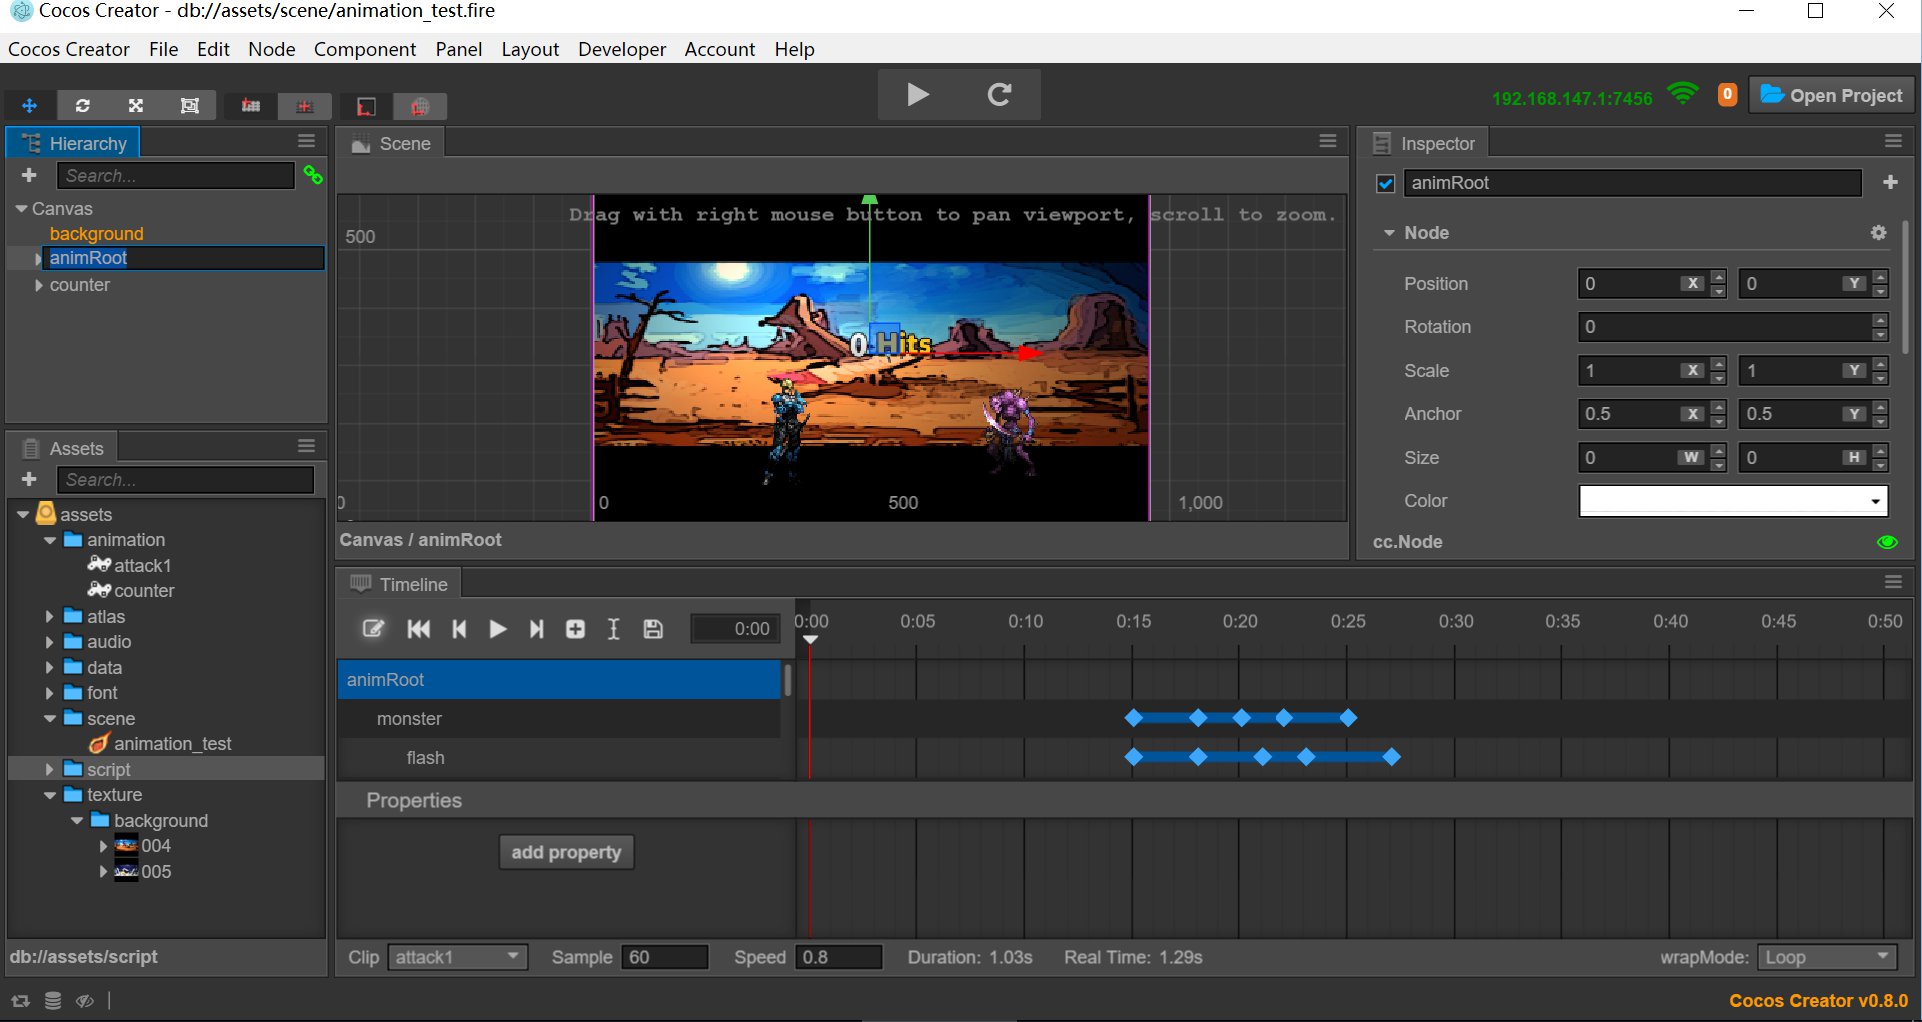 Cocos Creator - db://assets/scene/animation_test.fire
Cocos Creator File Edit Node Component Panel Layout Developer Account Help
192.168.147.1:7456 0 Open Project
Hierarchy
Search...
Canvas
background
animRoot
counter
Assets
Search...
assets
animation
attack1
counter
atlas
audio
data
font
scene
animation_test
script
texture
background
004
005
db://assets/script
Scene
Drag with right mouse button to pan viewport, scroll to zoom.
500
0 Hits
0 0 500 1,000
Canvas / animRoot
Inspector
animRoot
Node
Position 0 X 0 Y
Rotation 0
Scale 1 X 1 Y
Anchor 0.5 X 0.5 Y
Size 0 W 0 H
Color
cc.Node
Timeline
0:00 0:00 0:05 0:10 0:15 0:20 0:25 0:30 0:35 0:40 0:45 0:50
animRoot
monster
flash
Properties
add property
Clip attack1 Sample 60 Speed 0.8 Duration: 1.03s Real Time: 1.29s wrapMode: Loop
Cocos Creator v0.8.0